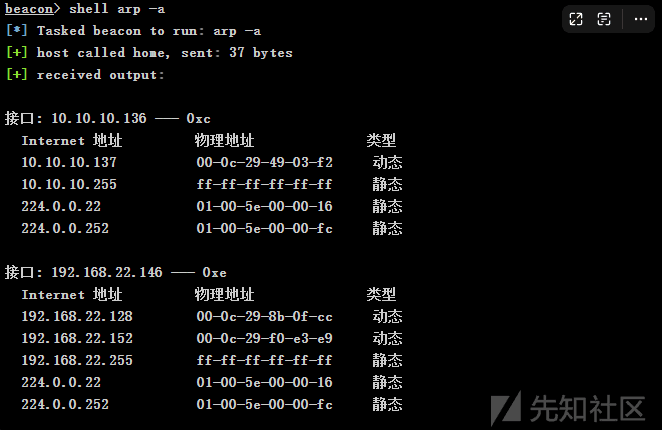 beacon> shell arp -a
[*] Tasked beacon to run: arp -a
[+] host called home, sent: 37 bytes
[+] received output:
接口: 10.10.10.136 --- 0xc
Internet 地址 物理地址 类型
10.10.10.137 00-0c-29-49-03-f2 动态
10.10.10.255 ff-ff-ff-ff-ff-ff 静态
224.0.0.22 01-00-5e-00-00-16 静态
224.0.0.252 01-00-5e-00-00-fc 静态
接口: 192.168.22.146 --- 0xe
Internet 地址 物理地址 类型
192.168.22.128 00-0c-29-8b-0f-cc 动态
192.168.22.152 00-0c-29-f0-e3-e9 动态
192.168.22.255 ff-ff-ff-ff-ff-ff 静态
224.0.0.22 01-00-5e-00-00-16 静态
224.0.0.252 01-00-5e-00-00-fc 静态
先知社区